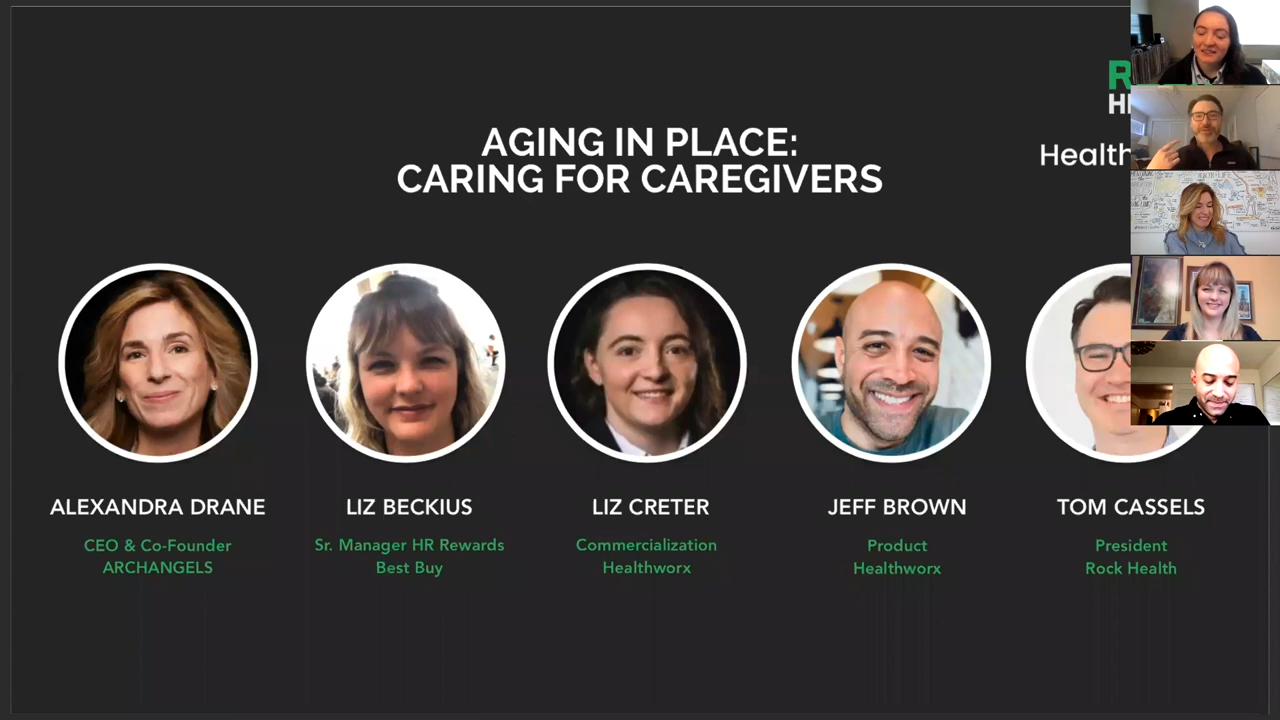 AGING IN PLACE:
CARING FOR CAREGIVERS
R
H
Health
ALEXANDRA DRANE
CEO & Co-Founder
ARCHANGELS
LIZ BECKIUS
Sr. Manager HR Rewards
Best Buy
LIZ CRETER
Commercialization
Healthworx
JEFF BROWN
Product
Healthworx
TOM CASSELS
President
Rock Health